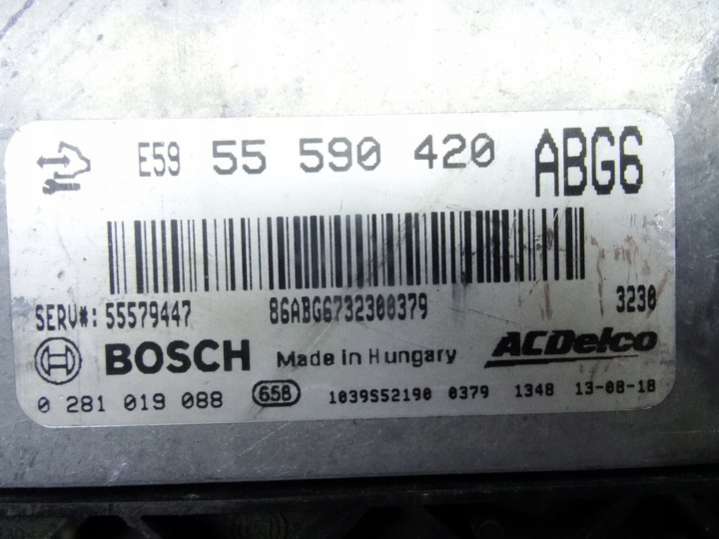 E59 55 590 420 ABG6
SERV#: 55579447 86ABG6732300379 3230
BOSCH Made in Hungary ACDelco
0 281 019 088 658 1039S52190 0379 1348 13-08-18